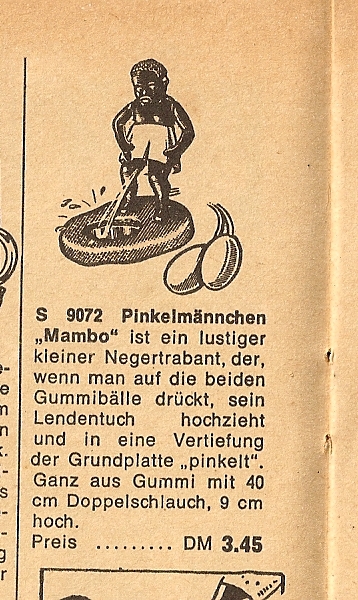 S 9072 Pinkelmännchen
„Mambo“ ist ein lustiger
kleiner Negertrabant, der,
wenn man auf die beiden
Gummibälle drückt, sein
Lendentuch hochzieht
und in eine Vertiefung
der Grundplatte „pinkelt“.
Ganz aus Gummi mit 40
cm Doppelschlauch, 9 cm
hoch.
Preis ......... DM 3.45